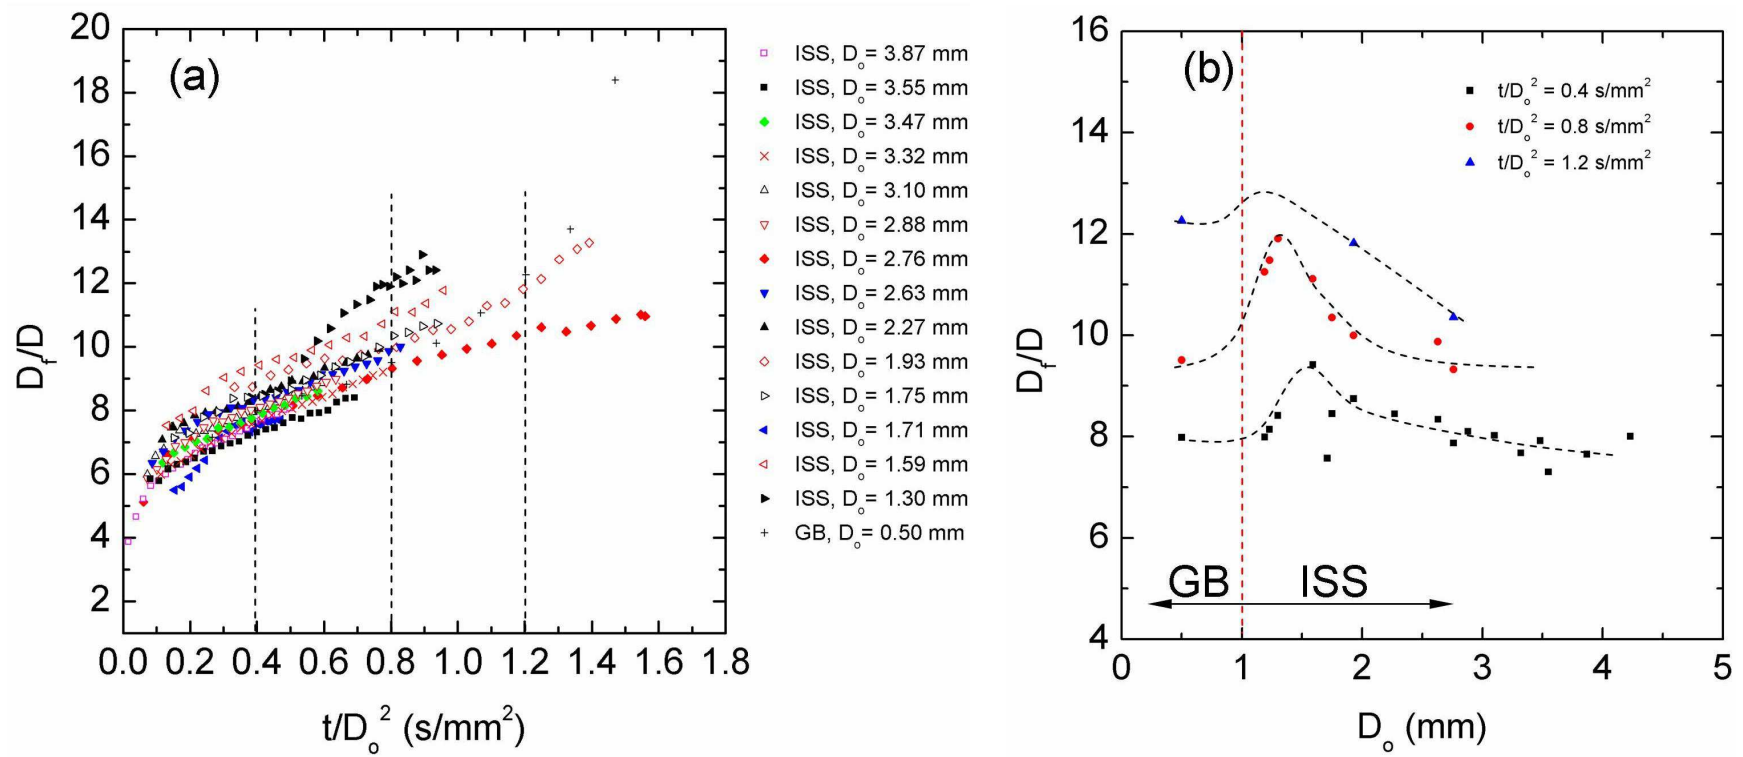 (a)
20
18
16
14
12
10
8
6
4
2
D_f/D
0.0 0.2 0.4 0.6 0.8 1.0 1.2 1.4 1.6 1.8
t/D_o^2 (s/mm^2)
ISS, D_o = 3.87 mm
ISS, D_o = 3.55 mm
ISS, D_o = 3.47 mm
ISS, D_o = 3.32 mm
ISS, D_o = 3.10 mm
ISS, D_o = 2.88 mm
ISS, D_o = 2.76 mm
ISS, D_o = 2.63 mm
ISS, D_o = 2.27 mm
ISS, D_o = 1.93 mm
ISS, D_o = 1.75 mm
ISS, D_o = 1.71 mm
ISS, D_o = 1.59 mm
ISS, D_o = 1.30 mm
GB, D_o = 0.50 mm
(b)
16
14
12
10
8
6
4
D_f/D
t/D_o^2 = 0.4 s/mm^2
t/D_o^2 = 0.8 s/mm^2
t/D_o^2 = 1.2 s/mm^2
GB ISS
0 1 2 3 4 5
D_o (mm)